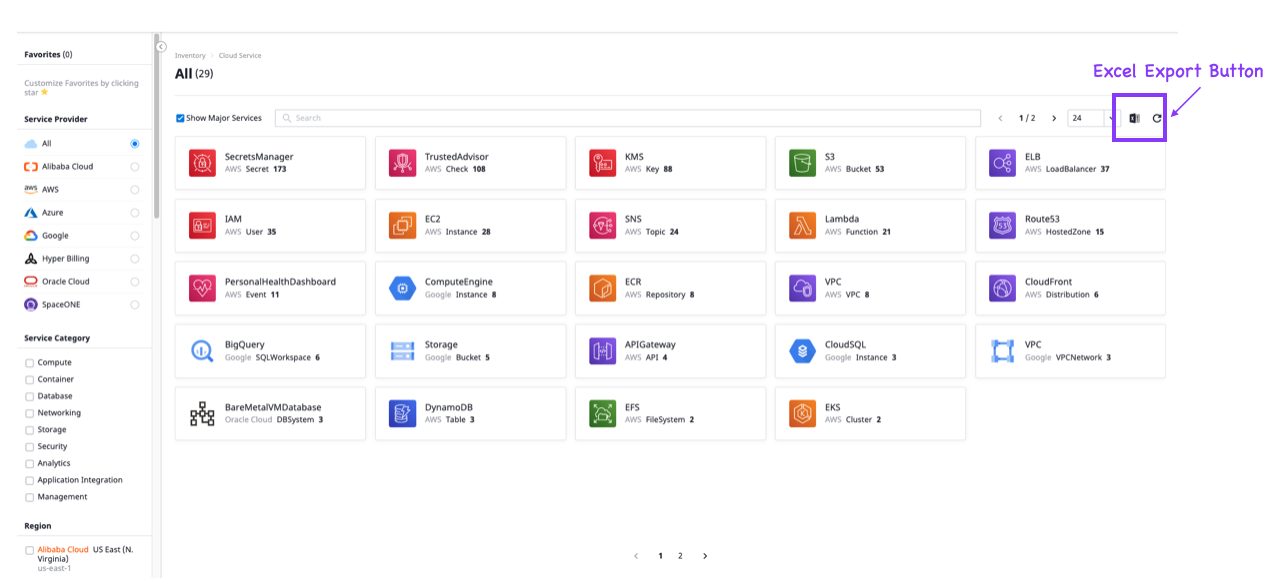 Favorites (0)
Customize Favorites by clicking
star
Service Provider
All
Alibaba Cloud
aws AWS
Azure
Google
Hyper Billing
Oracle Cloud
SpaceONE
Service Category
Compute
Container
Database
Networking
Storage
Security
Analytics
Application Integration
Management
Region
Alibaba Cloud US East (N.
Virginia)
us-east-1
Inventory > Cloud Service
All (29)
Excel Export Button
Show Major Services
Search
< 1 / 2 >
24
SecretsManager
AWS Secret 173
TrustedAdvisor
AWS Check 108
KMS
AWS Key 88
S3
AWS Bucket 53
ELB
AWS LoadBalancer 37
IAM
AWS User 35
EC2
AWS Instance 28
SNS
AWS Topic 24
Lambda
AWS Function 21
53
Route53
AWS HostedZone 15
PersonalHealthDashboard
AWS Event 11
ComputeEngine
Google Instance 8
ECR
AWS Repository 8
VPC
AWS VPC 8
CloudFront
AWS Distribution 6
BigQuery
Google SQLWorkspace 6
Storage
Google Bucket 5
APIGateway
AWS API 4
CloudSQL
Google Instance 3
VPC
Google VPCNetwork 3
BareMetalVMDatabase
Oracle Cloud DBSystem 3
DynamoDB
AWS Table 3
EFS
AWS FileSystem 2
EKS
AWS Cluster 2
< 1 2 >